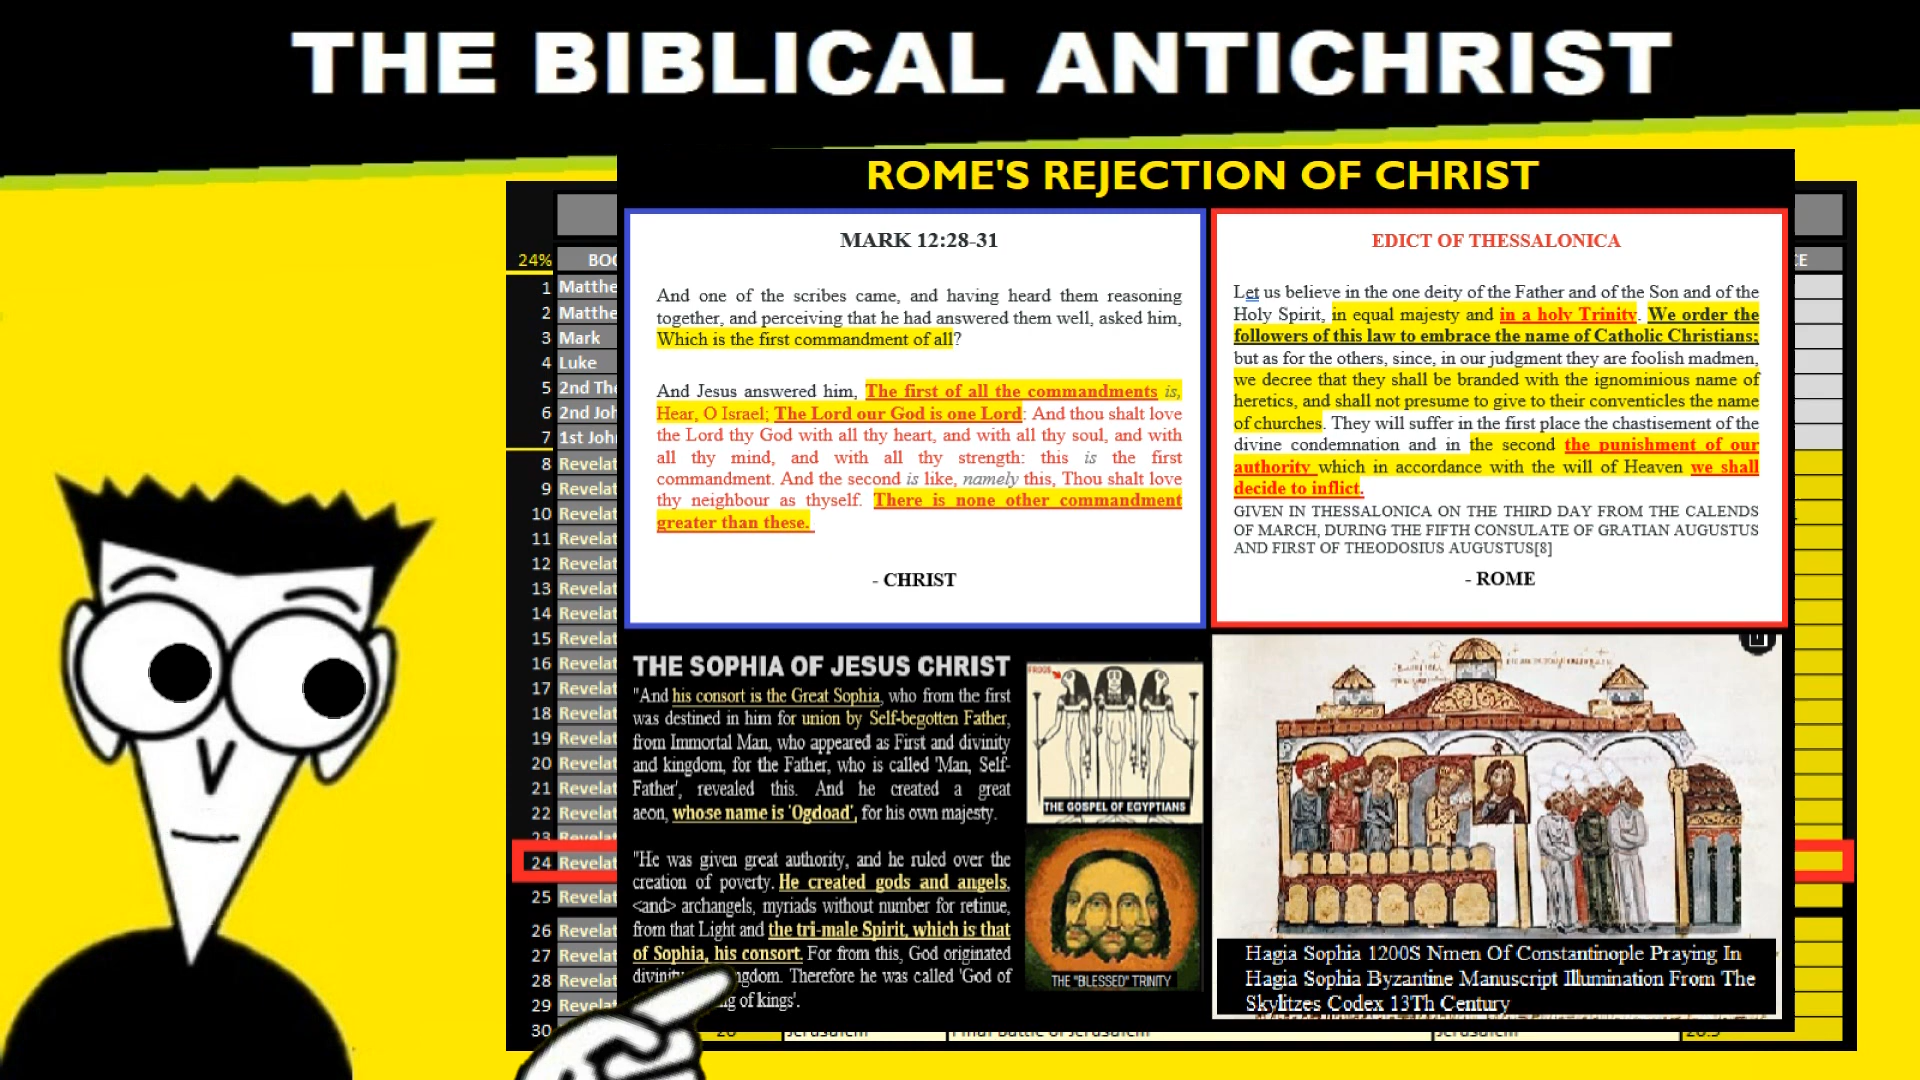 THE BIBLICAL ANTICHRIST
ROME'S REJECTION OF CHRIST
MARK 12:28-31
And one of the scribes came, and having heard them reasoning
together, and perceiving that he had answered them well, asked him,
Which is the first commandment of all?
And Jesus answered him, The first of all the commandments is,
Hear, O Israel; The Lord our God is one Lord: And thou shalt love
the Lord thy God with all thy heart, and with all thy soul, and with
all thy mind, and with all thy strength: this is the first
commandment. And the second is like, namely this, Thou shalt love
thy neighbour as thyself. There is none other commandment
greater than these.
- CHRIST
EDICT OF THESSALONICA
Let us believe in the one deity of the Father and of the Son and of the
Holy Spirit, in equal majesty and in a holy Trinity. We order the
followers of this law to embrace the name of Catholic Christians;
but as for the others, since, in our judgment they are foolish madmen,
we decree that they shall be branded with the ignominious name of
heretics, and shall not presume to give to their conventicles the name
of churches. They will suffer in the first place the chastisement of the
divine condemnation and in the second the punishment of our
authority which in accordance with the will of Heaven we shall
decide to inflict.
GIVEN IN THESSALONICA ON THE THIRD DAY FROM THE CALENDS
OF MARCH, DURING THE FIFTH CONSULATE OF GRATIAN AUGUSTUS
AND FIRST OF THEODOSIUS AUGUSTUS[8]
- ROME
THE SOPHIA OF JESUS CHRIST
"And his consort is the Great Sophia, who from the first
was destined in him for union by Self-begotten Father,
from Immortal Man, who appeared as First and divinity
and kingdom, for the Father, who is called 'Man, Self-
Father', revealed this. And he created a great
aeon, whose name is 'Ogdoad', for his own majesty.
"He was given great authority, and he ruled over the
creation of poverty. He created gods and angels,
<and> archangels, myriads without number for retinue,
from that Light and the tri-male Spirit, which is that
of Sophia, his consort. For from this, God originated
divinity ngdom. Therefore he was called 'God of
ng of kings'.
FROGS
THE GOSPEL OF EGYPTIANS
THE "BLESSED" TRINITY
Hagia Sophia 1200S Nmen Of Constantinople Praying In
Hagia Sophia Byzantine Manuscript Illumination From The
Skylitzes Codex 13Th Century
24% BOO CE
1 Matthe
2 Matthe
3 Mark
4 Luke
5 2nd The
6 2nd Joh
7 1st Joh
8 Revelat
9 Revelat
10 Revelat
11 Revelat
12 Revelat
13 Revelat
14 Revelat
15 Revelat
16 Revelat
17 Revelat
18 Revelat
19 Revelat
20 Revelat
21 Revelat
22 Revelat
23 Revelat
24 Revelat
25 Revelat
26 Revelat
27 Revelat
28 Revelat
29 Revelat
30 20 Jerusalem Final Battle of Jerusalem Jerusalem 20:9